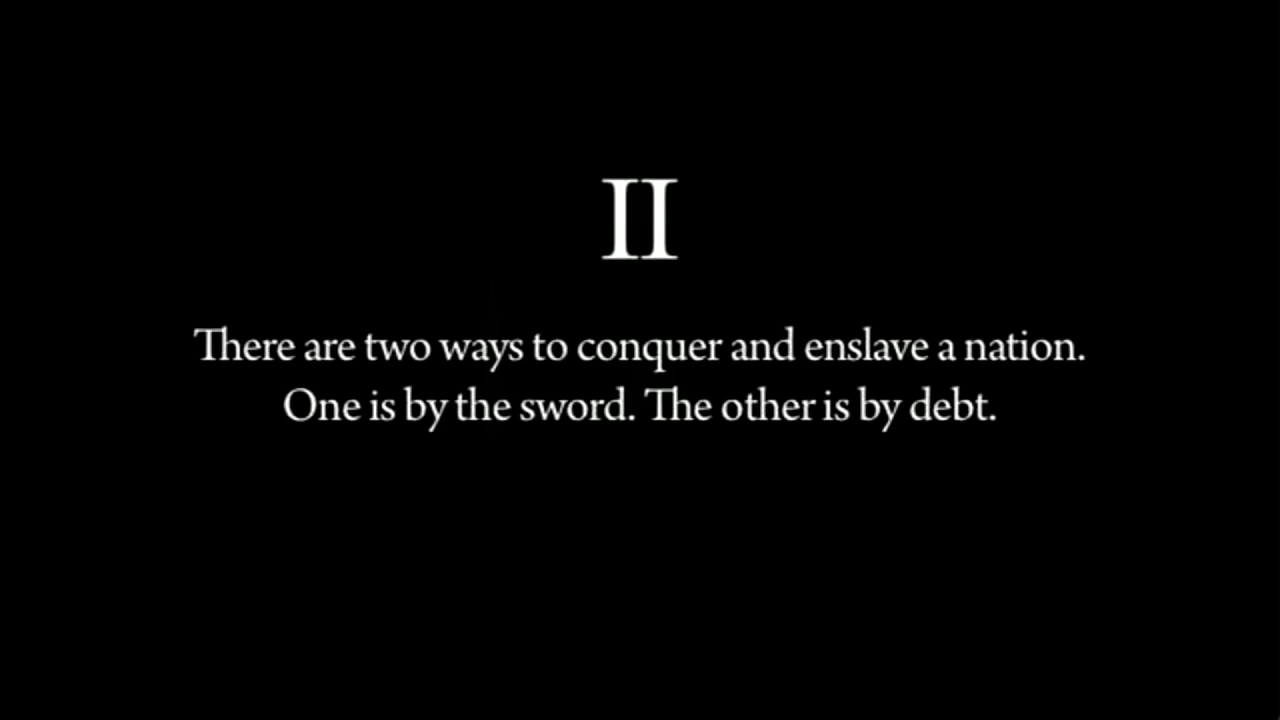 II
There are two ways to conquer and enslave a nation.
One is by the sword. The other is by debt.